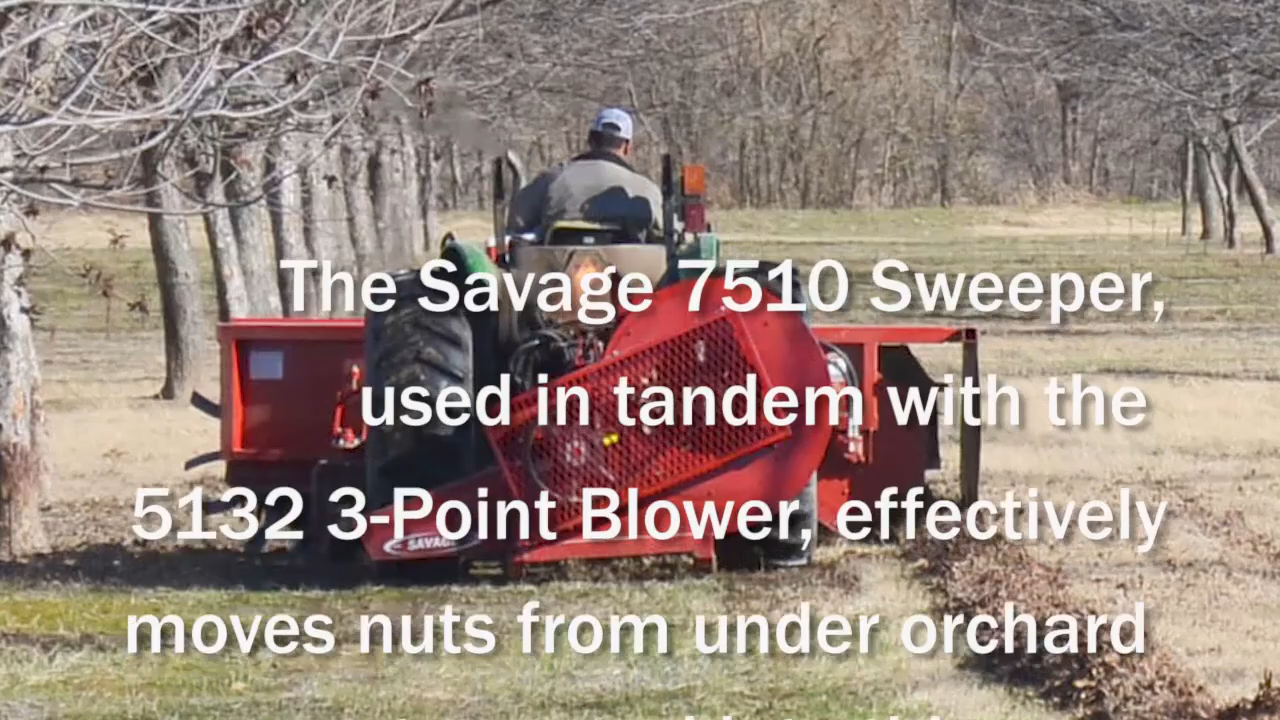 The Savage 7510 Sweeper,
used in tandem with the
5132 3-Point Blower, effectively
SAVAGE
moves nuts from under orchard